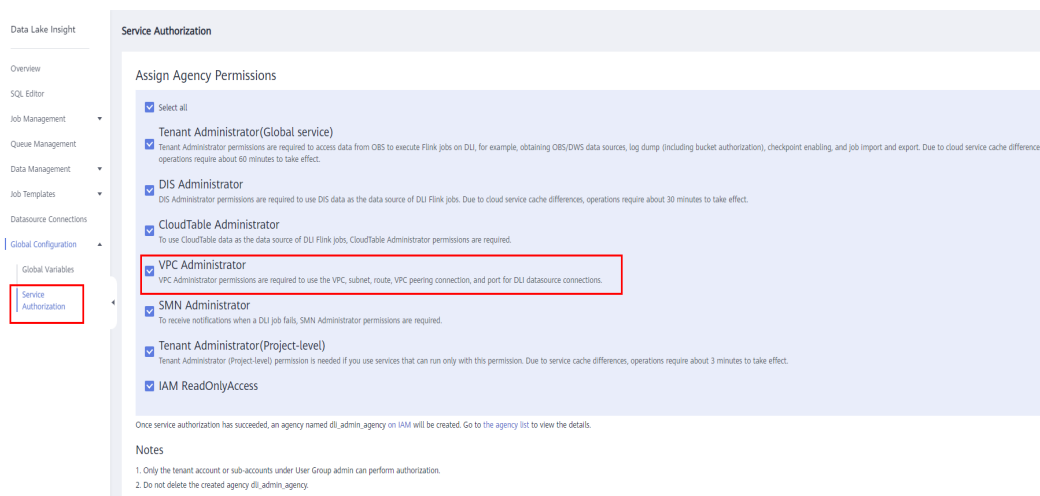 Data Lake Insight
Overview
SQL Editor
Job Management
Queue Management
Data Management
Job Templates
Datasource Connections
Global Configuration
Global Variables
Service
Authorization
Service Authorization
Assign Agency Permissions
Select all
Tenant Administrator(Global service)
Tenant Administrator permissions are required to access data from OBS to execute Flink jobs on DLI, for example, obtaining OBS/DWS data sources, log dump (including bucket authorization), checkpoint enabling, and job import and export. Due to cloud service cache difference
operations require about 60 minutes to take effect.
DIS Administrator
DIS Administrator permissions are required to use DIS data as the data source of DLI Flink jobs. Due to cloud service cache differences, operations require about 30 minutes to take effect.
CloudTable Administrator
To use CloudTable data as the data source of DLI Flink jobs, CloudTable Administrator permissions are required.
VPC Administrator
VPC Administrator permissions are required to use the VPC, subnet, route, VPC peering connection, and port for DLI datasource connections.
SMN Administrator
To receive notifications when a DLI job fails, SMN Administrator permissions are required.
Tenant Administrator(Project-level)
Tenant Administrator (Project-level) permission is needed if you use services that can run only with this permission. Due to service cache differences, operations require about 3 minutes to take effect.
IAM ReadOnlyAccess
Once service authorization has succeeded, an agency named dli_admin_agency on IAM will be created. Go to the agency list to view the details.
Notes
1. Only the tenant account or sub-accounts under User Group admin can perform authorization.
2. Do not delete the created agency dli_admin_agency.